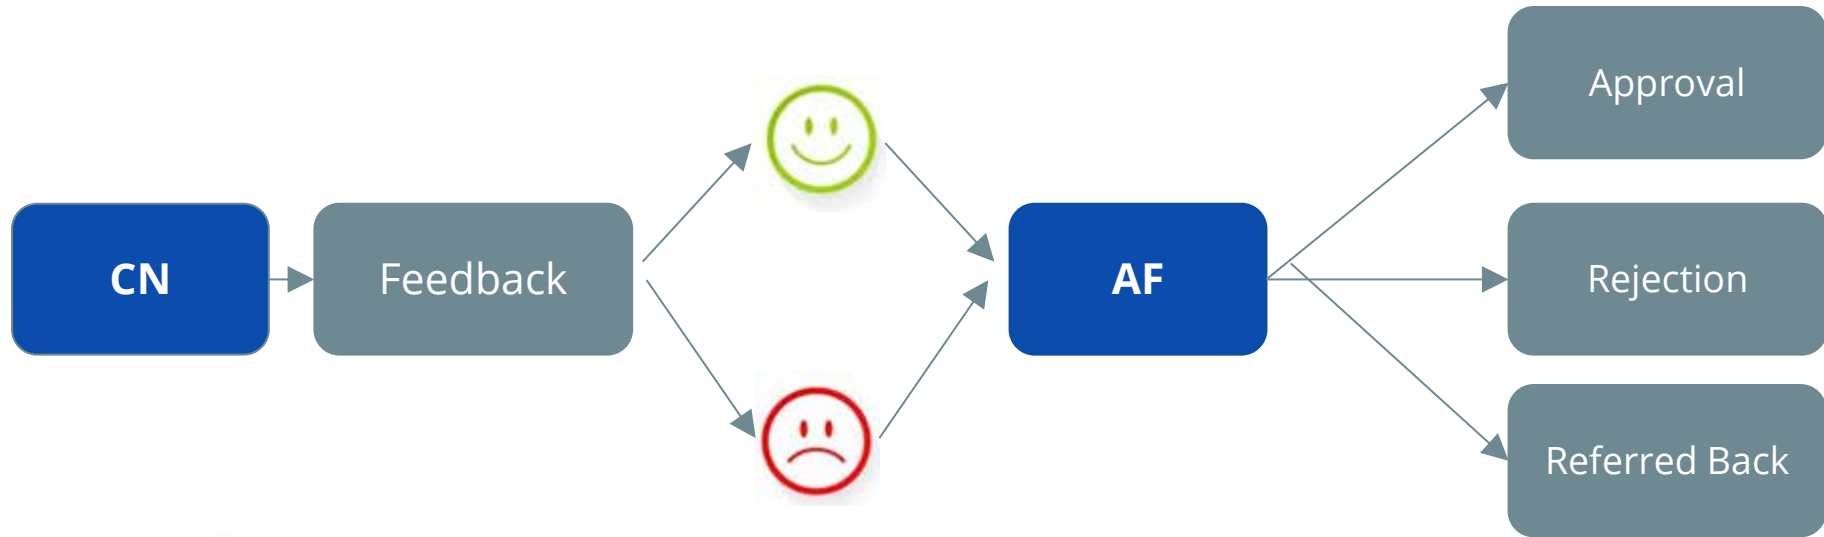 CN
Feedback
AF
Approval
Rejection
Referred Back